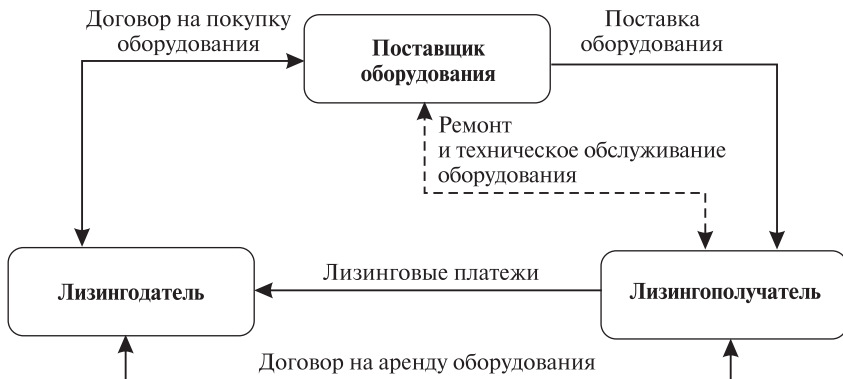 Договор на покупку
оборудования
Поставщик
оборудования
Поставка
оборудования
Ремонт
и техническое обслуживание
оборудования
Лизингодатель
Лизинговые платежи
Лизингополучатель
Договор на аренду оборудования